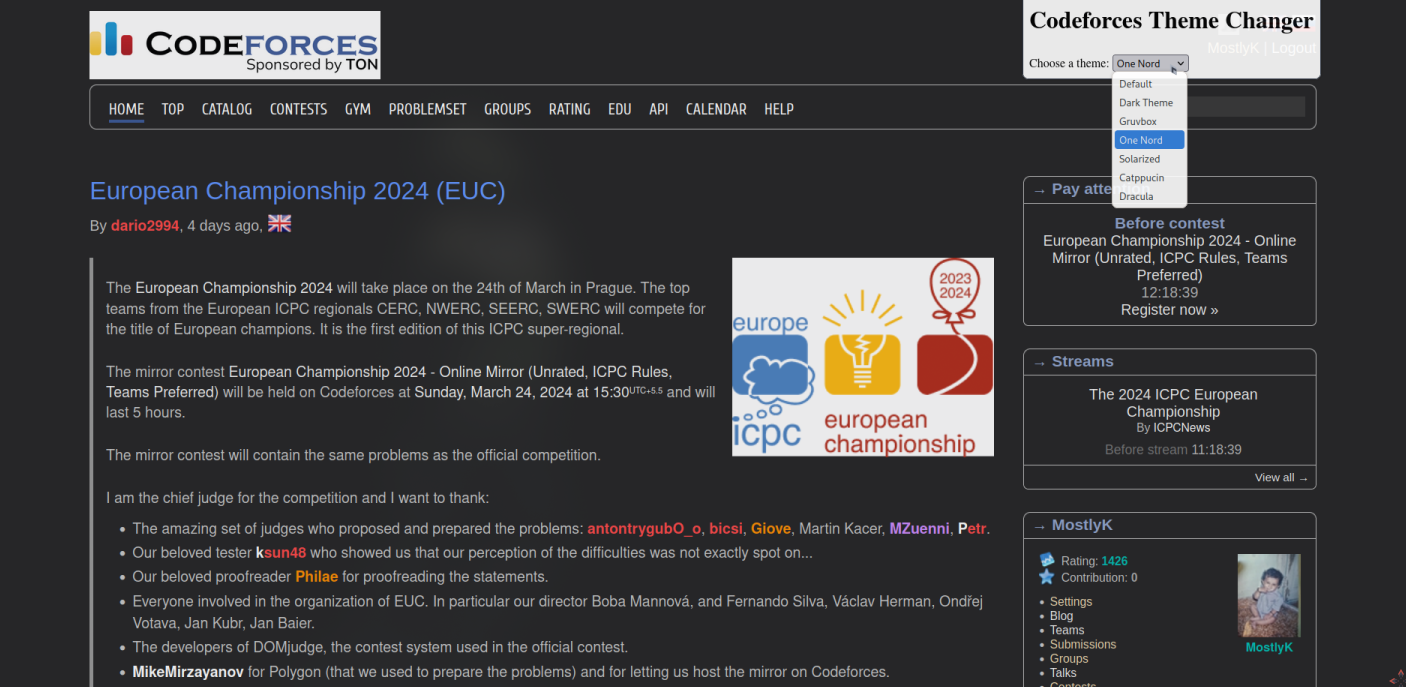 CODEFORCES
Sponsored by TON
Codeforces Theme Changer
MostlyK | Logout
Choose a theme: One Nord
Default
Dark Theme
Gruvbox
One Nord
Solarized
Catppucin
Dracula
HOME TOP CATALOG CONTESTS GYM PROBLEMSET GROUPS RATING EDU API CALENDAR HELP
European Championship 2024 (EUC)
By dario2994, 4 days ago,
The European Championship 2024 will take place on the 24th of March in Prague. The top
teams from the European ICPC regionals CERC, NWERC, SEERC, SWERC will compete for
the title of European champions. It is the first edition of this ICPC super-regional.
The mirror contest European Championship 2024 - Online Mirror (Unrated, ICPC Rules,
Teams Preferred) will be held on Codeforces at Sunday, March 24, 2024 at 15:30UTC+5.5 and will
last 5 hours.
The mirror contest will contain the same problems as the official competition.
I am the chief judge for the competition and I want to thank:
• The amazing set of judges who proposed and prepared the problems: antontrygubO_o, bicsi, Giove, Martin Kacer, MZuenni, Petr.
• Our beloved tester ksun48 who showed us that our perception of the difficulties was not exactly spot on...
• Our beloved proofreader Philae for proofreading the statements.
• Everyone involved in the organization of EUC. In particular our director Boba Mannová, and Fernando Silva, Václav Herman, Ondřej
Votava, Jan Kubr, Jan Baier.
• The developers of DOMjudge, the contest system used in the official contest.
• MikeMirzayanov for Polygon (that we used to prepare the problems) and for letting us host the mirror on Codeforces.
2023
2024
europe
icpc
european
championship
→ Pay attention
Before contest
European Championship 2024 - Online
Mirror (Unrated, ICPC Rules, Teams
Preferred)
12:18:39
Register now »
→ Streams
The 2024 ICPC European
Championship
By ICPCNews
Before stream 11:18:39
View all →
→ MostlyK
Rating: 1426
Contribution: 0
• Settings
• Blog
• Teams
• Submissions
• Groups
• Talks
• Contests
MostlyK